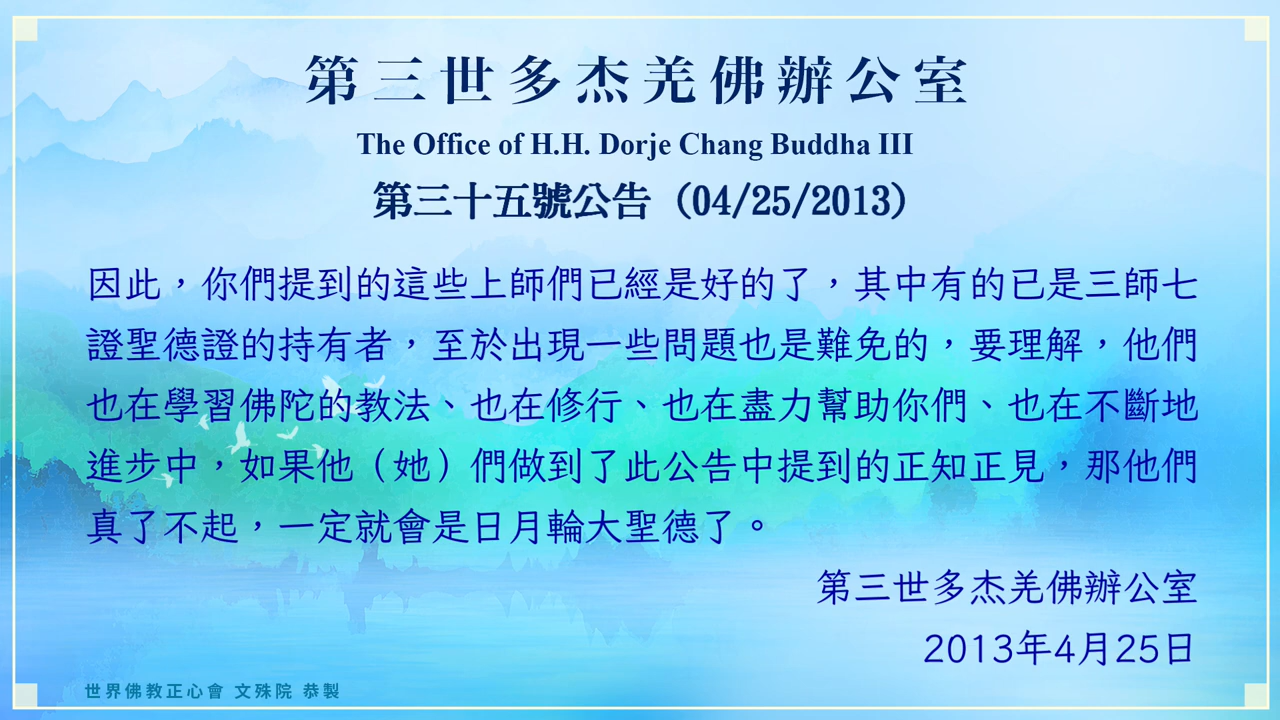 第三世多杰羌佛辦公室
The Office of H.H. Dorje Chang Buddha III
第三十五號公告（04/25/2013）
因此，你們提到的這些上師們已經是好的了，其中有的已是三師七
證聖德證的持有者，至於出現一些問題也是難免的，要理解，他們
也在學習佛陀的教法、也在修行、也在盡力幫助你們、也在不斷地
進步中，如果他（她）們做到了此公告中提到的正知正見，那他們
真了不起，一定就會是日月輪大聖德了。
第三世多杰羌佛辦公室
2013年4月25日
世界佛教正心會 文殊院 恭製